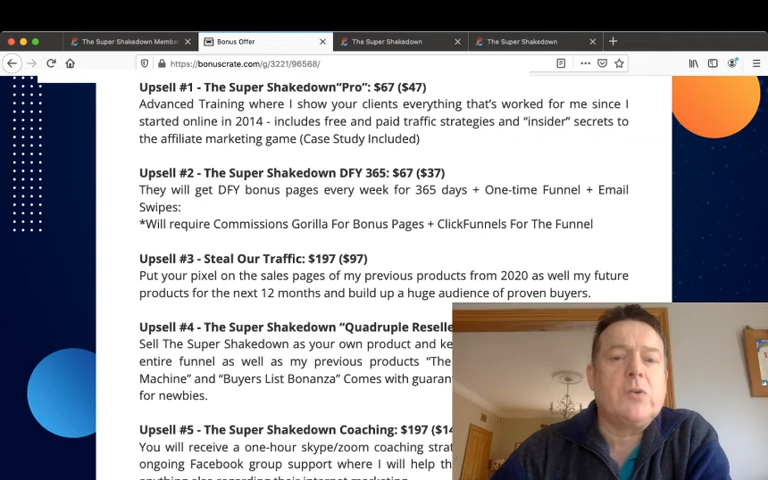 The Super Shakedown Membe
Bonus Offer
The Super Shakedown
The Super Shakedown
https://bonuscrate.com/g/3221/96568/
Upsell #1 - The Super Shakedown"Pro": $67 ($47)
Advanced Training where I show your clients everything that's worked for me since I
started online in 2014 - includes free and paid traffic strategies and "insider" secrets to
the affiliate marketing game (Case Study Included)
Upsell #2 - The Super Shakedown DFY 365: $67 ($37)
They will get DFY bonus pages every week for 365 days + One-time Funnel + Email
Swipes:
*Will require Commissions Gorilla For Bonus Pages + ClickFunnels For The Funnel
Upsell #3 - Steal Our Traffic: $197 ($97)
Put your pixel on the sales pages of my previous products from 2020 as well my future
products for the next 12 months and build up a huge audience of proven buyers.
Upsell #4 - The Super Shakedown "Quadruple Reselle
Sell The Super Shakedown as your own product and ke
entire funnel as well as my previous products "The
Machine" and "Buyers List Bonanza" Comes with guarant
for newbies.
Upsell #5 - The Super Shakedown Coaching: $197 ($14
You will receive a one-hour skype/zoom coaching strat
ongoing Facebook group support where I will help th
anything else regarding their internet marketing